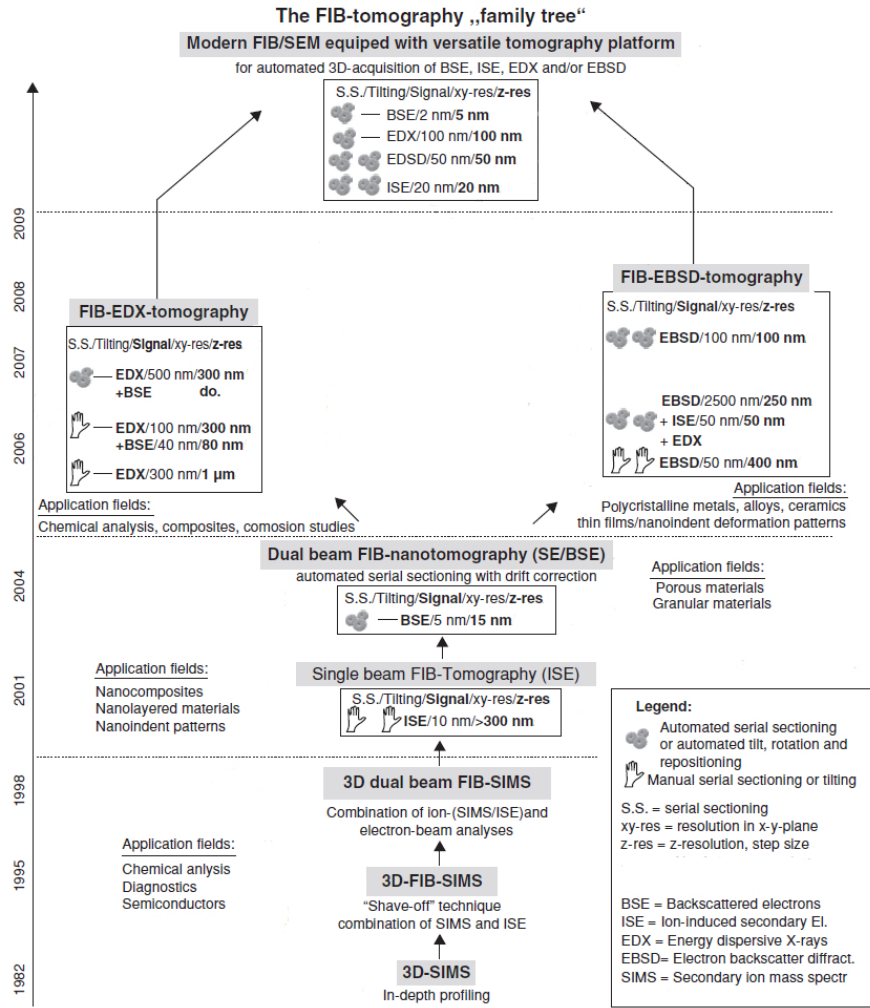 The FIB-tomography „family tree“
Modern FIB/SEM equiped with versatile tomography platform
for automated 3D-acquisition of BSE, ISE, EDX and/or EBSD
S.S./Tilting/Signal/xy-res/z-res
BSE/2 nm/5 nm
EDX/100 nm/100 nm
EDSD/50 nm/50 nm
ISE/20 nm/20 nm
2009
2008
2007
2006
2004
2001
1998
1995
1982
FIB-EDX-tomography
S.S./Tilting/Signal/xy-res/z-res
EDX/500 nm/300 nm
+BSE do.
EDX/100 nm/300 nm
+BSE/40 nm/80 nm
EDX/300 nm/1 µm
Application fields:
Chemical analysis, composites, comosion studies
FIB-EBSD-tomography
S.S./Tilting/Signal/xy-res/z-res
EBSD/100 nm/100 nm
EBSD/2500 nm/250 nm
+ ISE/50 nm/50 nm
+ EDX
EBSD/50 nm/400 nm
Application fields:
Polycristalline metals, alloys, ceramics
thin films/nanoindent deformation patterns
Dual beam FIB-nanotomography (SE/BSE)
automated serial sectioning with drift correction
S.S./Tilting/Signal/xy-res/z-res
BSE/5 nm/15 nm
Application fields:
Porous materials
Granular materials
Single beam FIB-Tomography (ISE)
S.S./Tilting/Signal/xy-res/z-res
ISE/10 nm/>300 nm
Application fields:
Nanocomposites
Nanolayered materials
Nanoindent patterns
3D dual beam FIB-SIMS
Combination of ion-(SIMS/ISE)and
electron-beam analyses
3D-FIB-SIMS
“Shave-off” technique
combination of SIMS and ISE
3D-SIMS
In-depth profiling
Application fields:
Chemical anlysis
Diagnostics
Semiconductors
Legend:
Automated serial sectioning
or automated tilt, rotation and
repositioning
Manual serial sectioning or tilting
S.S. = serial sectioning
xy-res = resolution in x-y-plane
z-res = z-resolution, step size
BSE = Backscattered electrons
ISE = Ion-induced secondary El.
EDX = Energy dispersive X-rays
EBSD= Electron backscatter diffract.
SIMS = Secondary ion mass spectr